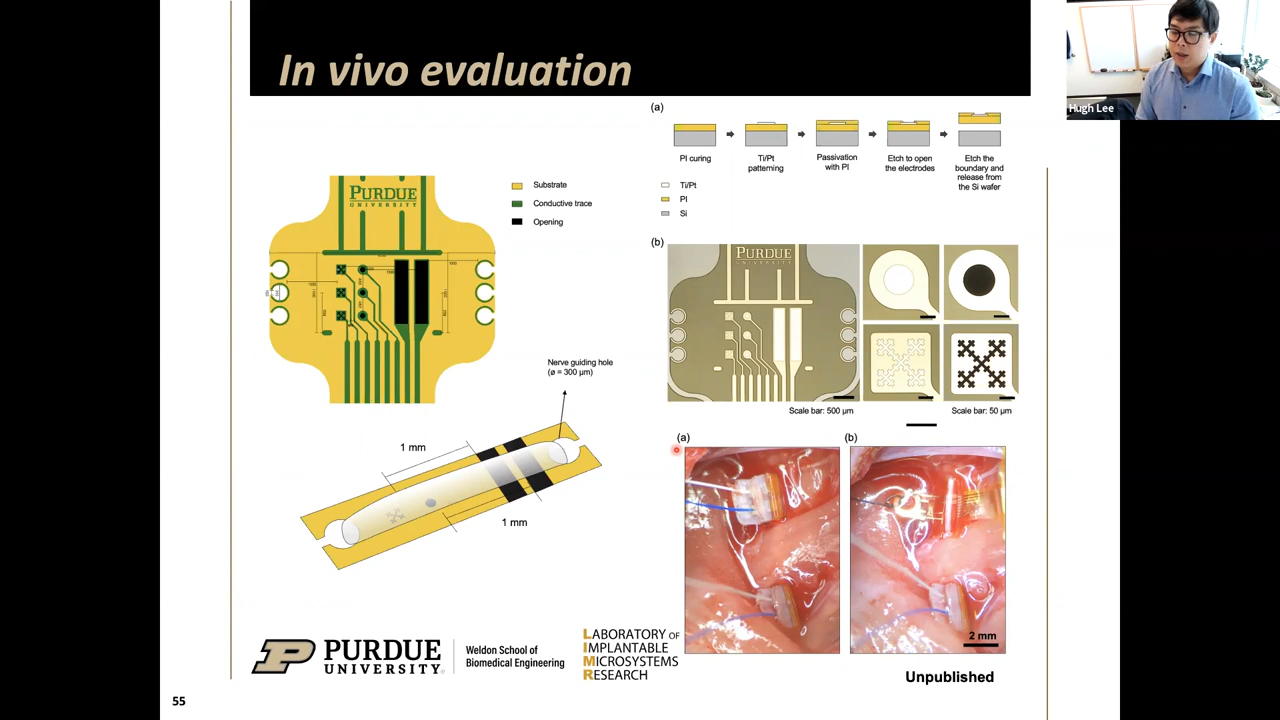 In vivo evaluation
Hugh Lee
(a)
PI curing
Ti/Pt
patterning
Passivation
with PI
Etch to open
the electrodes
Etch the
boundary and
release from
the Si wafer
Ti/Pt
PI
Si
PURDUE
UNIVERSITY
Substrate
Conductive trace
Opening
(b)
PURDUE
UNIVERSITY
Scale bar: 500 µm
Scale bar: 50 µm
Nerve guiding hole
(ø = 300 µm)
1 mm
1 mm
(a)
(b)
2 mm
PURDUE
UNIVERSITY
Weldon School of
Biomedical Engineering
LABORATORY OF
IMPLANTABLE
MICROSYSTEMS
RESEARCH
Unpublished
55